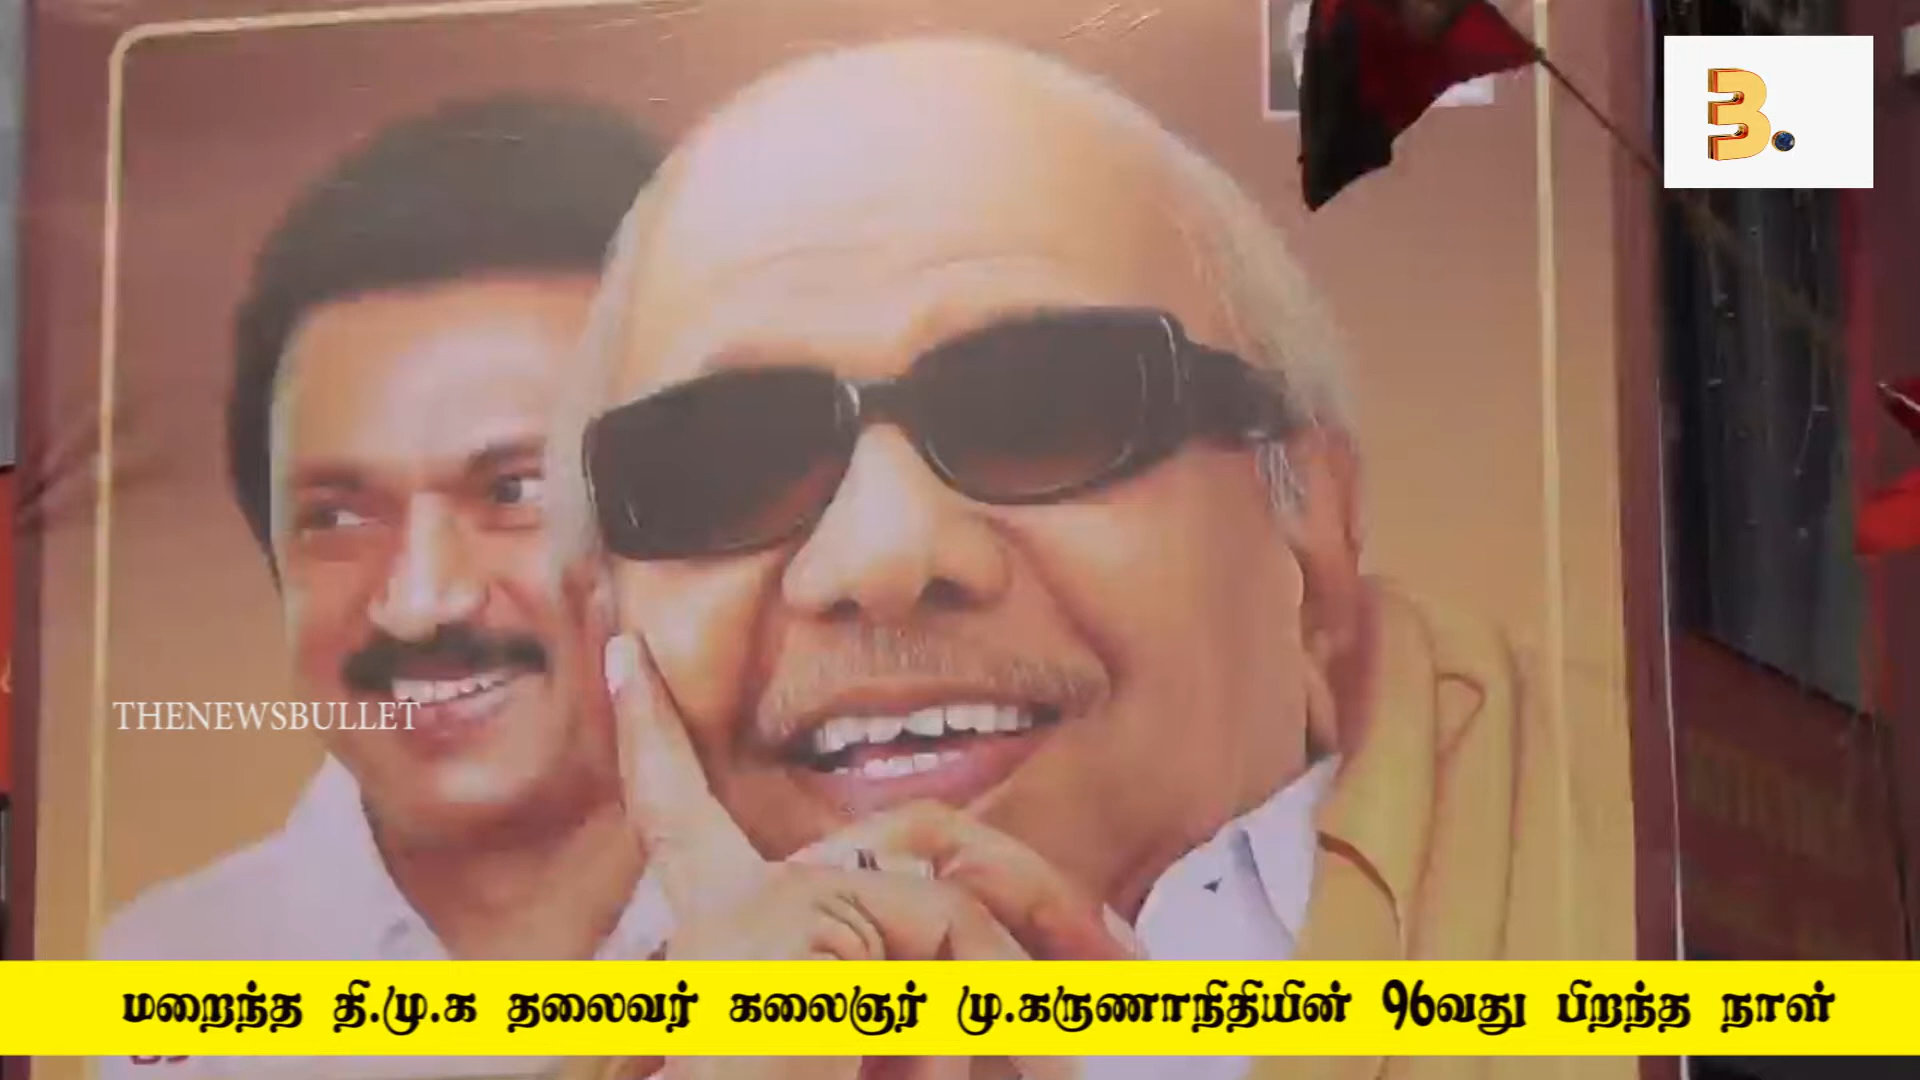 THENEWSBULLET
மறைந்த தி.மு.க தலைவர் கலைஞர் மு.கருணாநிதியின் 96வது பிறந்த நாள்